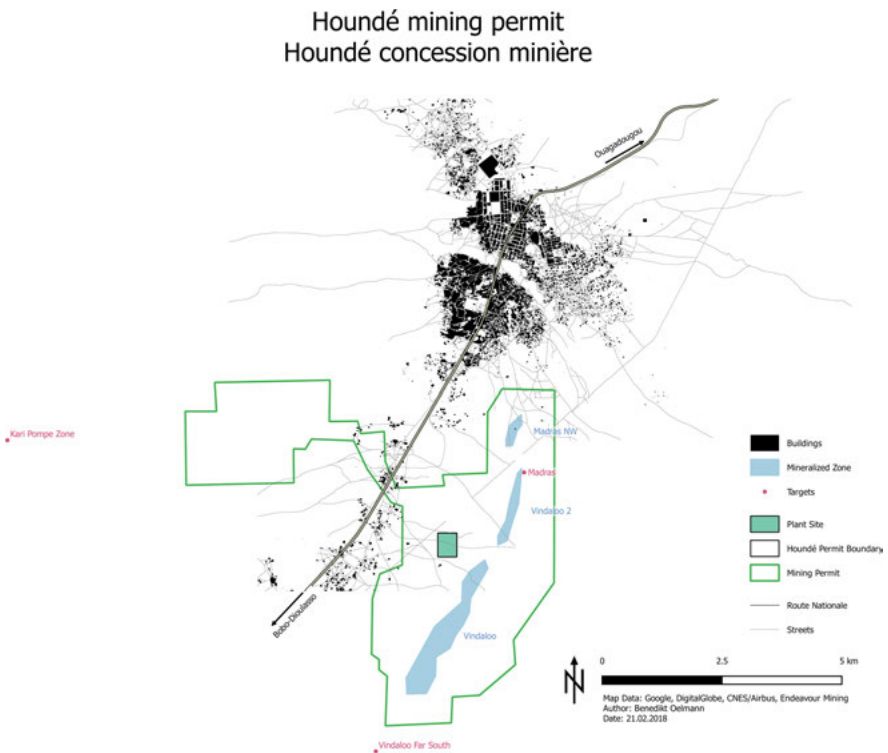 Houndé mining permit
Houndé concession minière
Ouagadougou
Kari Pompe Zone
Madras NW
Madras
Vindaloo 2
Vindaloo
Bobo-Dioulasso
Vindaloo Far South
Buildings
Mineralized Zone
Targets
Plant Site
Houndé Permit Boundary
Mining Permit
Route Nationale
Streets
N
0 2.5 5 km
Map Data: Google, DigitalGlobe, CNES/Airbus, Endeavour Mining
Author: Benedikt Oelmann
Date: 21.02.2018